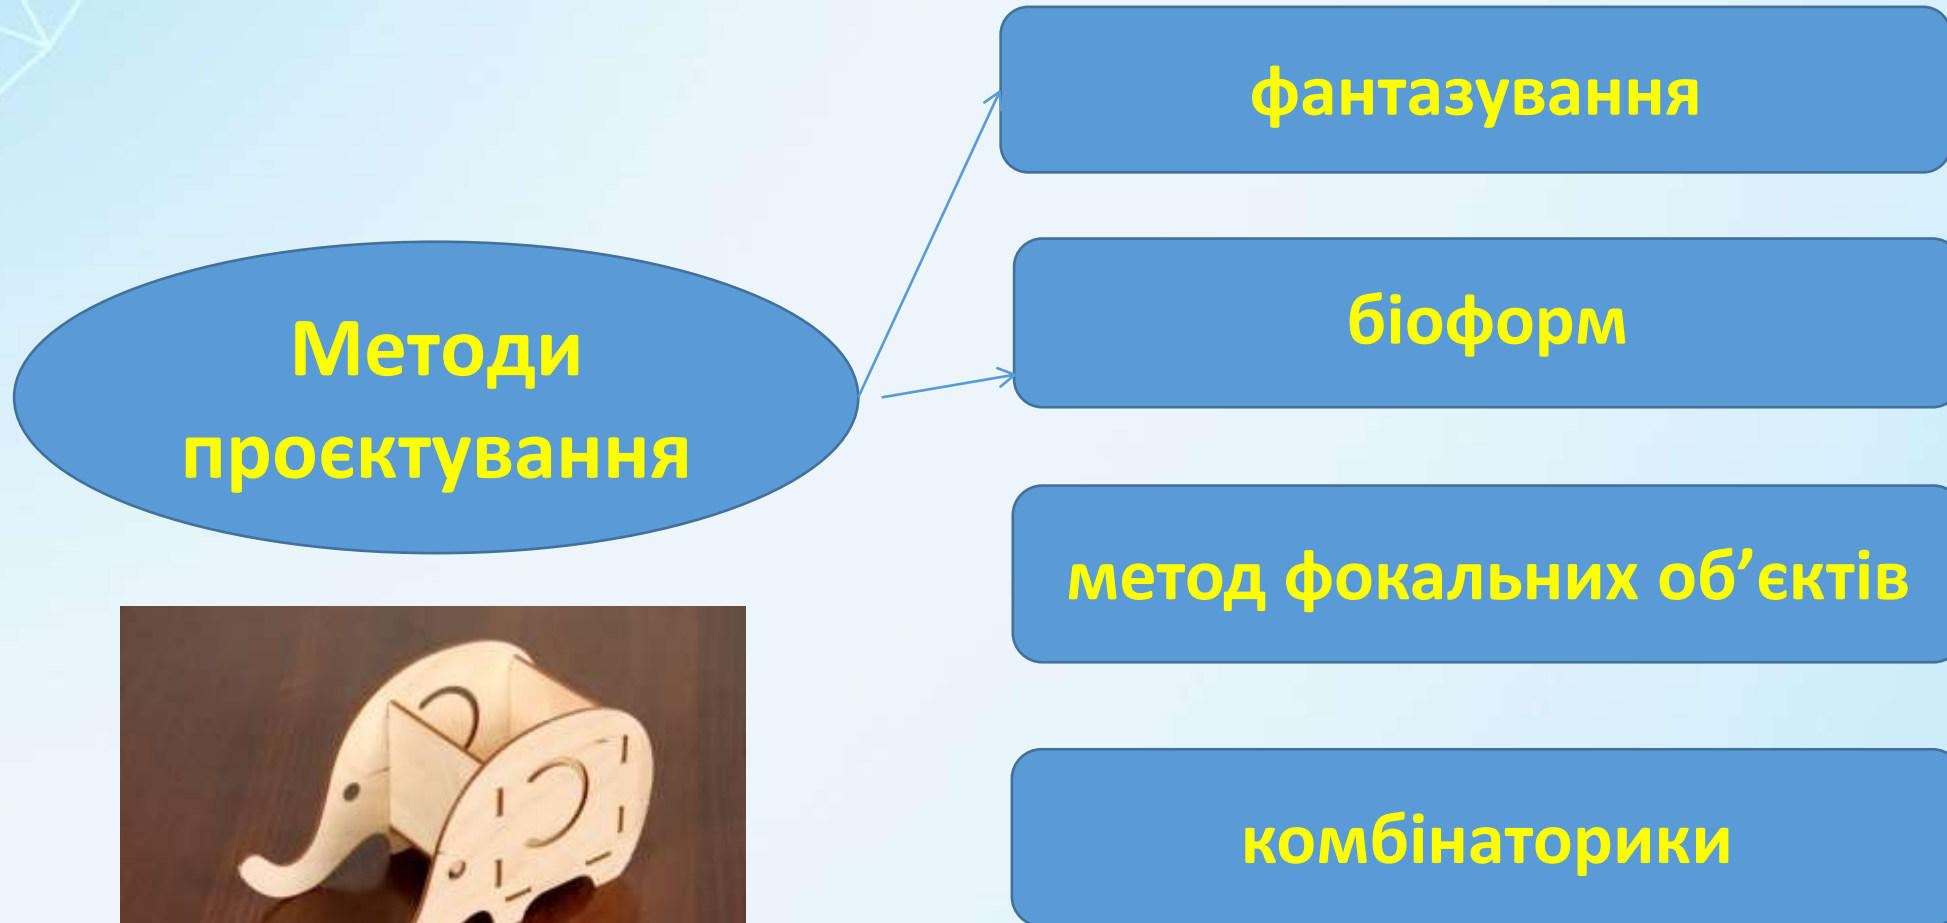 Методи
проєктування
фантазування
біоформ
метод фокальних об’єктів
комбінаторики